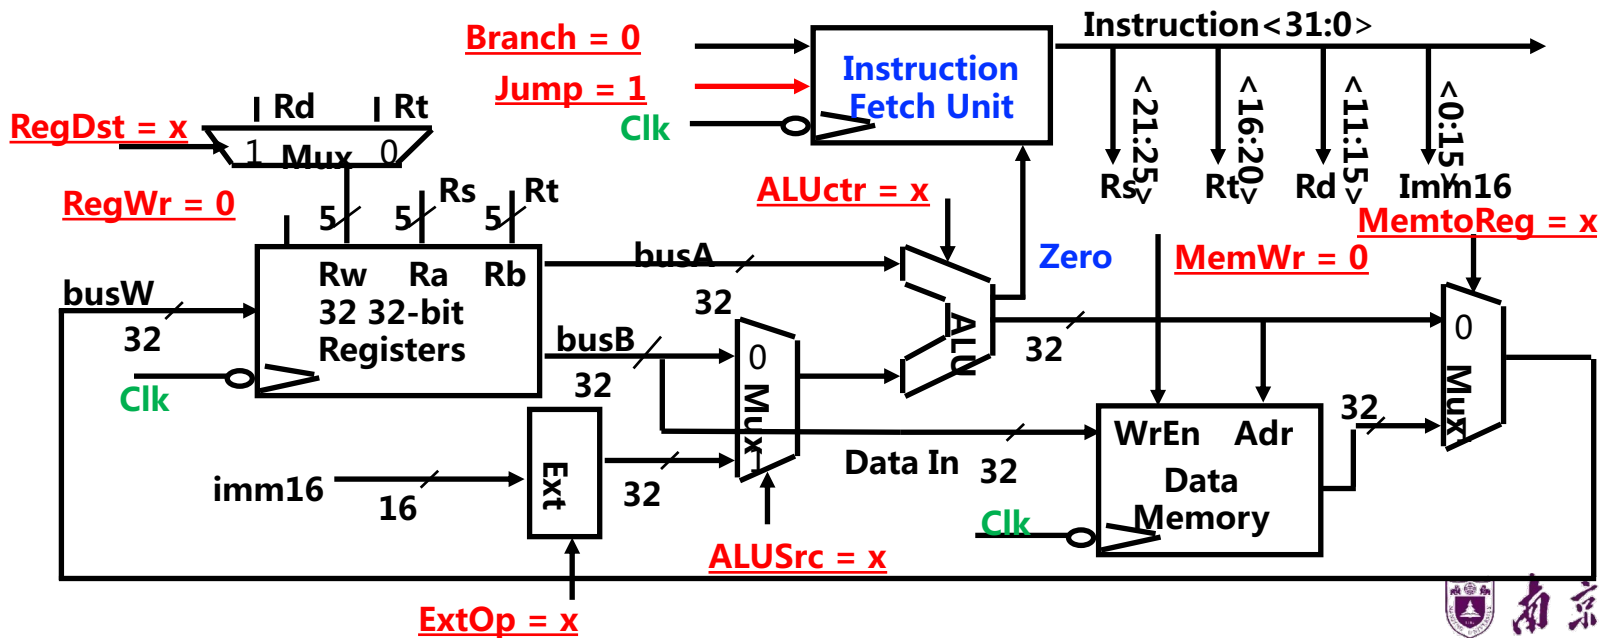 Branch = 0
Instruction<31:0>
Jump = 1
Instruction
Fetch Unit
Clk
Rd
Rt
RegDst = x
1
Mux
0
<21:25>
<16:20>
<11:15>
<0:15>
Rs
Rt
Rd
Imm16
RegWr = 0
5
5
Rs
5
Rt
ALUctr = x
MemtoReg = x
Zero
MemWr = 0
busA
32
Rw
Ra
Rb
32 32-bit
Registers
busW
32
Clk
busB
32
0
Mux
1
ALU
32
0
Mux
1
32
WrEn
Adr
Data
Memory
Data In
32
Clk
imm16
16
Ext
32
ALUSrc = x
ExtOp = x
南京